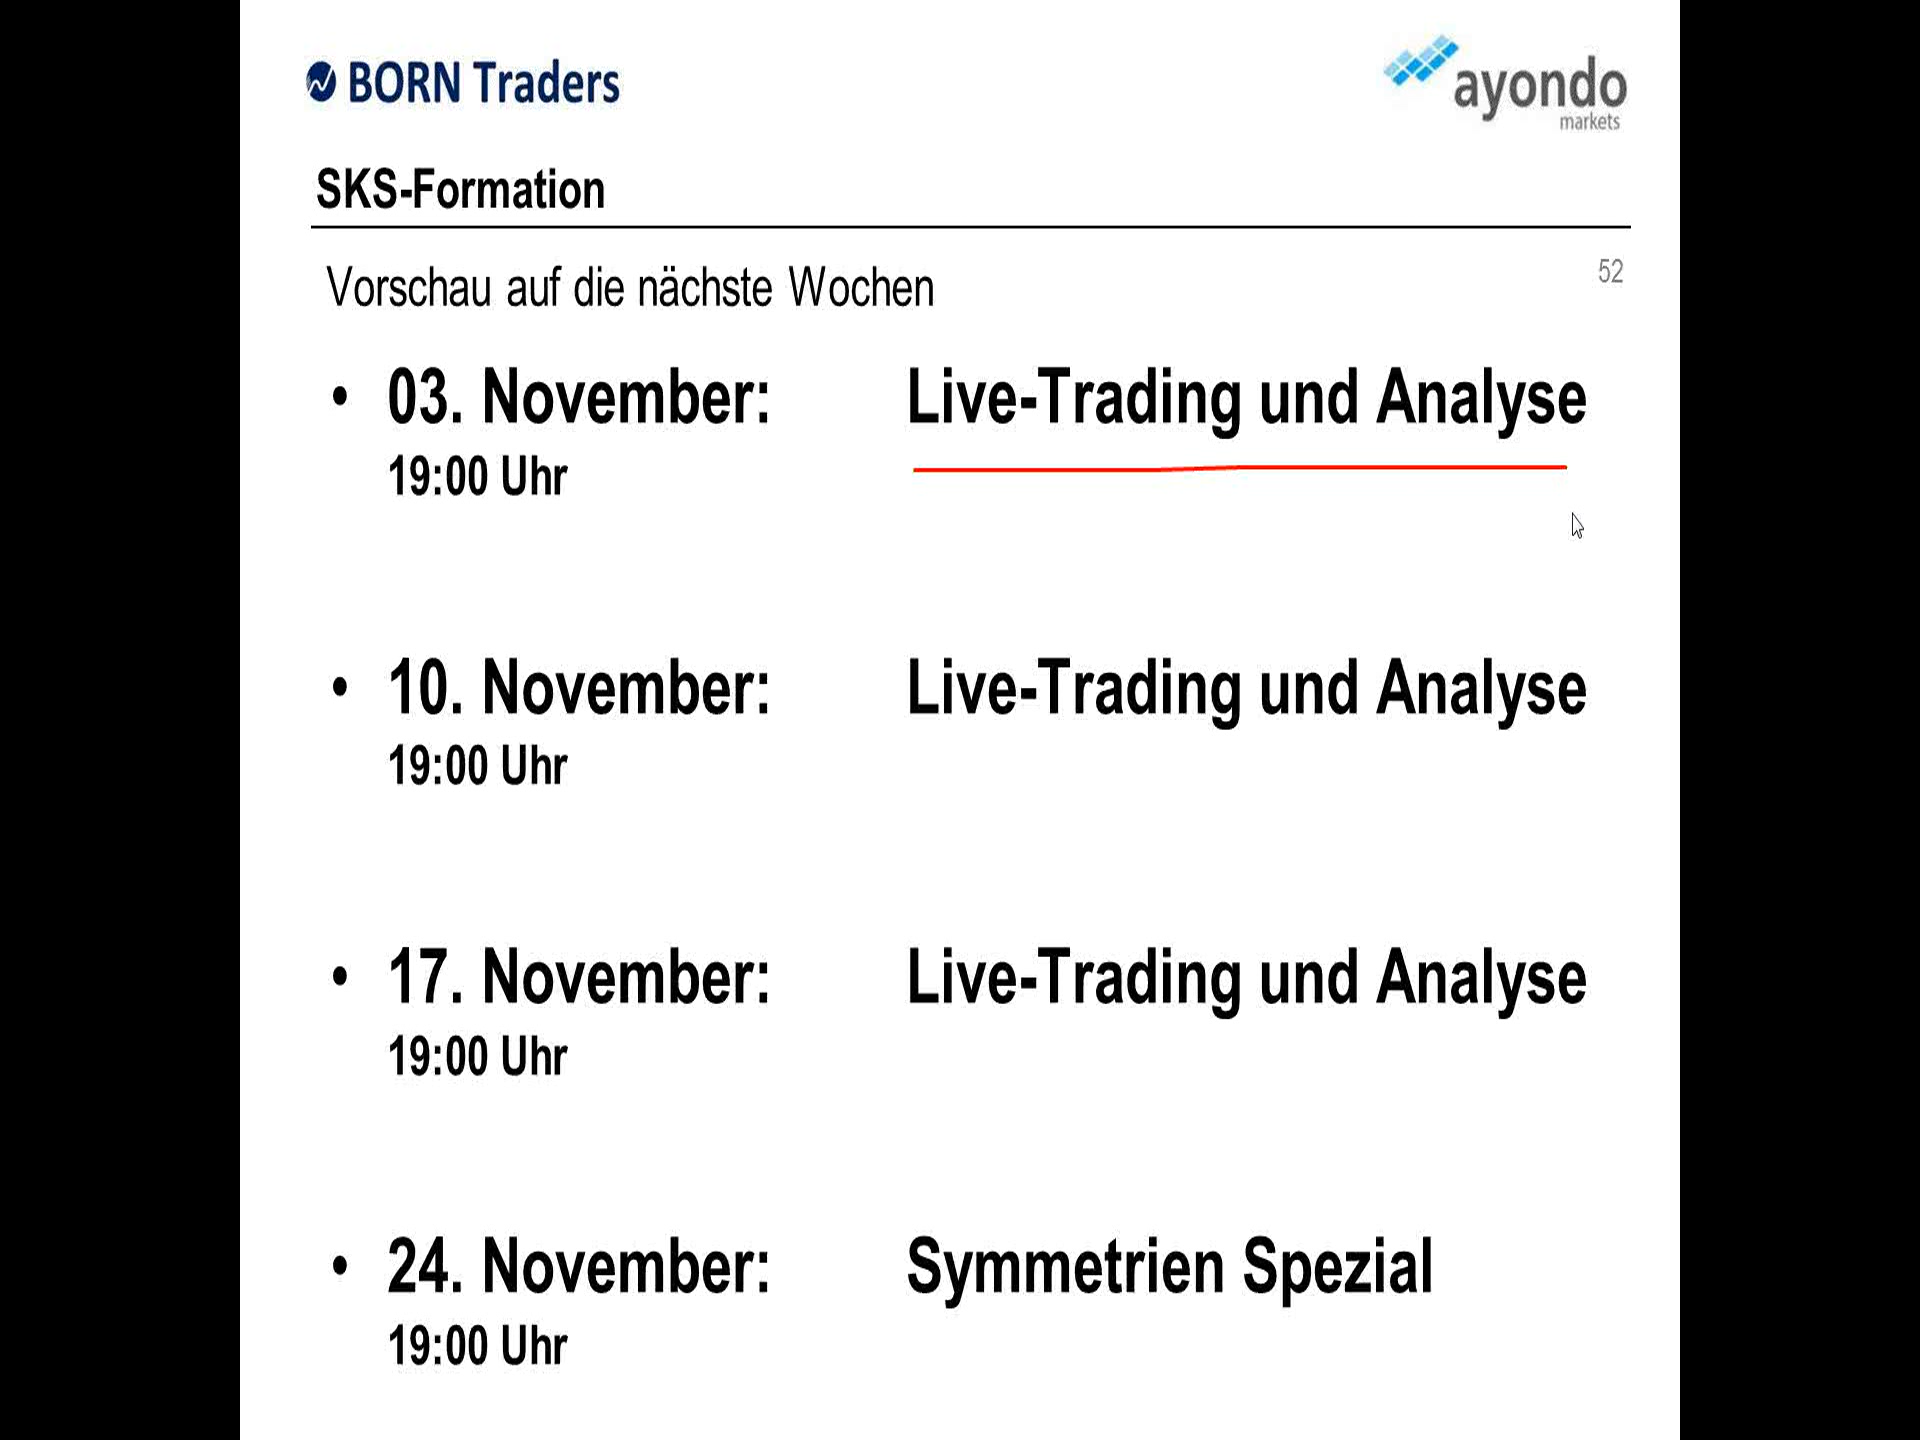 BORN Traders
ayondo
markets
SKS-Formation
Vorschau auf die nächste Wochen
52
• 03. November: Live-Trading und Analyse
19:00 Uhr
• 10. November: Live-Trading und Analyse
19:00 Uhr
• 17. November: Live-Trading und Analyse
19:00 Uhr
• 24. November: Symmetrien Spezial
19:00 Uhr